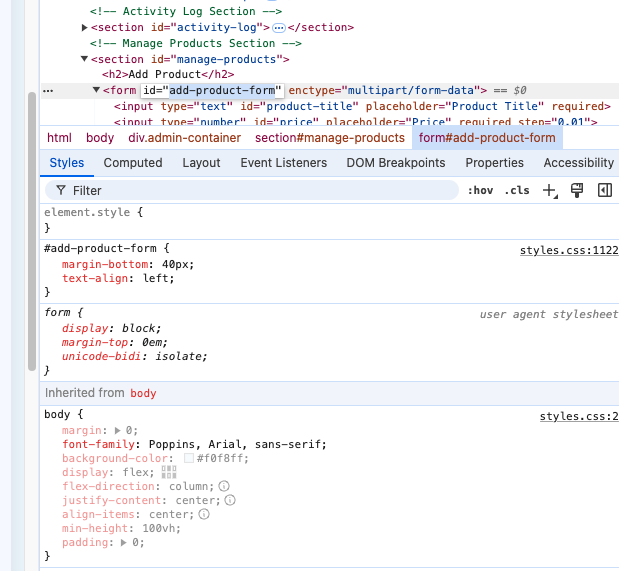 <!-- Activity Log Section -->
▶<section id="activity-log">…</section>
<!-- Manage Products Section -->
▼<section id="manage-products">
<h2>Add Product</h2>
… ▼<form id="add-product-form" enctype="multipart/form-data"> == $0
<input type="text" id="product-title" placeholder="Product Title" required>
<input type="number" id="price" placeholder="Price" required step="0.01">
html body div.admin-container section#manage-products form#add-product-form
Styles Computed Layout Event Listeners DOM Breakpoints Properties Accessibility
Filter :hov .cls
element.style {
}
#add-product-form { styles.css:1122
margin-bottom: 40px;
text-align: left;
}
form { user agent stylesheet
display: block;
margin-top: 0em;
unicode-bidi: isolate;
}
Inherited from body
body { styles.css:2
margin: ▶ 0;
font-family: Poppins, Arial, sans-serif;
background-color: #f0f8ff;
display: flex;
flex-direction: column;
justify-content: center;
align-items: center;
min-height: 100vh;
padding: ▶ 0;
}